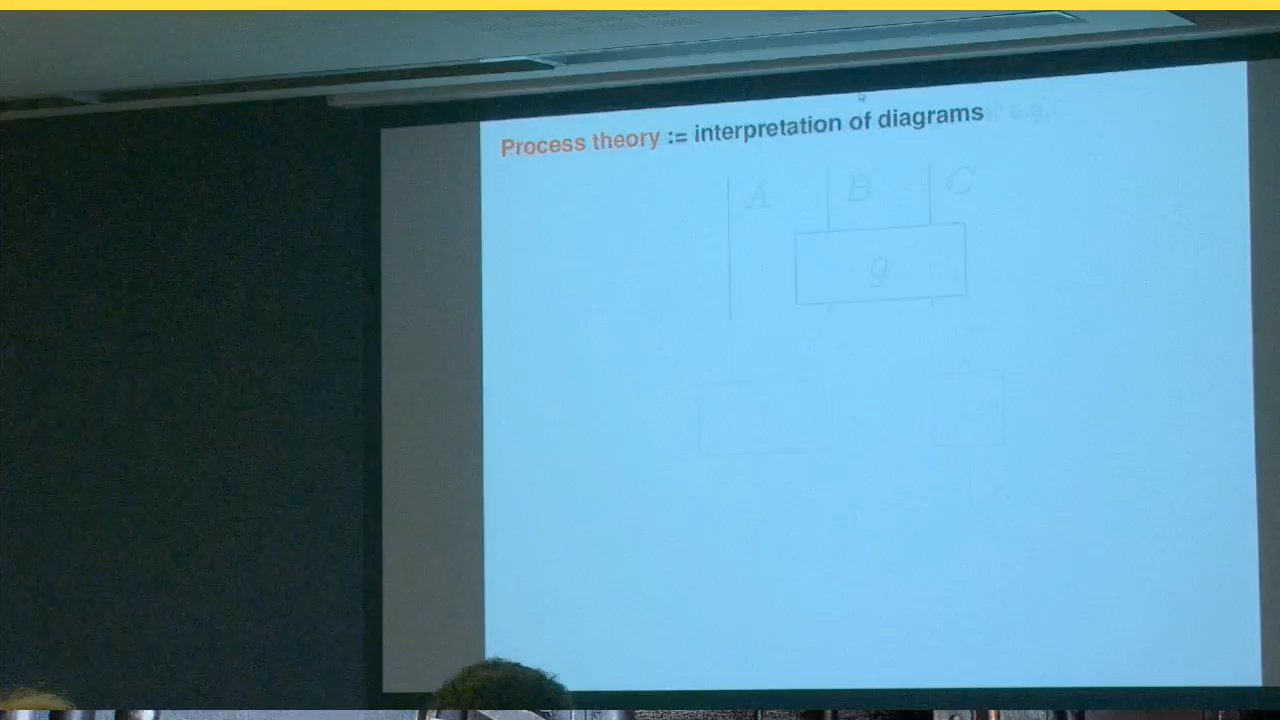 Process theory := interpretation of diagrams
A B C
g